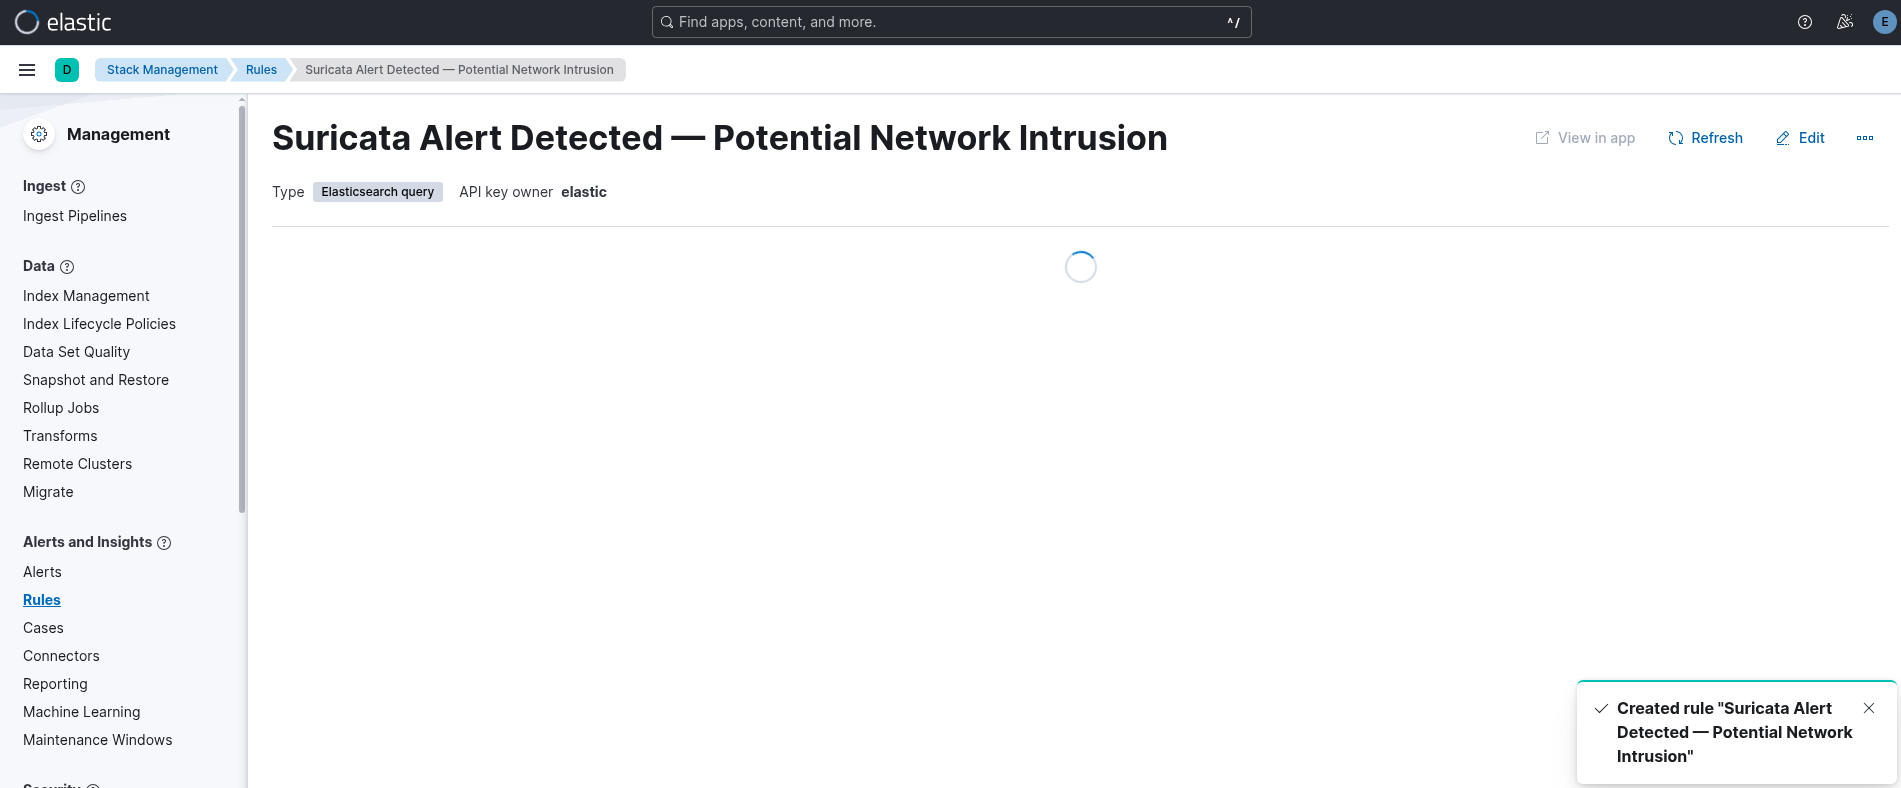 elastic
Find apps, content, and more.
^/
E
D
Stack Management
Rules
Suricata Alert Detected — Potential Network Intrusion
Management
Ingest
Ingest Pipelines
Data
Index Management
Index Lifecycle Policies
Data Set Quality
Snapshot and Restore
Rollup Jobs
Transforms
Remote Clusters
Migrate
Alerts and Insights
Alerts
Rules
Cases
Connectors
Reporting
Machine Learning
Maintenance Windows
Suricata Alert Detected — Potential Network Intrusion
View in app
Refresh
Edit
Type Elasticsearch query API key owner elastic
Created rule "Suricata Alert
Detected — Potential Network
Intrusion"